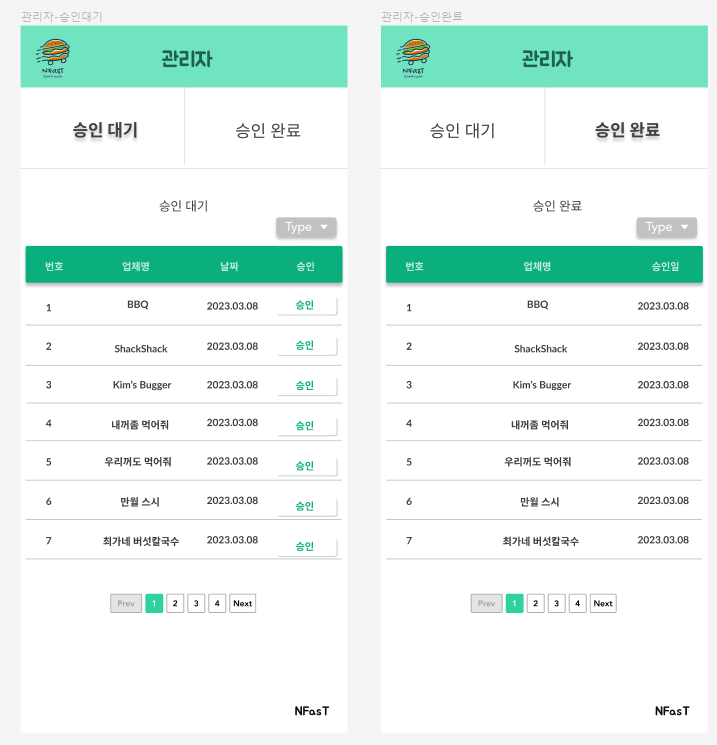 관리자-승인대기
NFasT
관리자
승인 대기
승인 완료
승인 대기
Type
번호 업체명 날짜 승인
1 BBQ 2023.03.08 승인
2 ShackShack 2023.03.08 승인
3 Kim's Bugger 2023.03.08 승인
4 내꺼좀 먹어줘 2023.03.08 승인
5 우리꺼도 먹어줘 2023.03.08 승인
6 만월 스시 2023.03.08 승인
7 최가네 버섯칼국수 2023.03.08 승인
Prev 1 2 3 4 Next
NFasT
관리자-승인완료
NFasT
관리자
승인 대기
승인 완료
승인 완료
Type
번호 업체명 승인일
1 BBQ 2023.03.08
2 ShackShack 2023.03.08
3 Kim's Bugger 2023.03.08
4 내꺼좀 먹어줘 2023.03.08
5 우리꺼도 먹어줘 2023.03.08
6 만월 스시 2023.03.08
7 최가네 버섯칼국수 2023.03.08
Prev 1 2 3 4 Next
NFasT